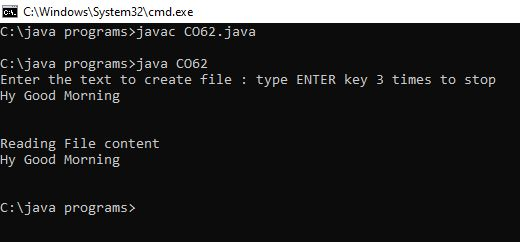 C:\Windows\System32\cmd.exe
C:\java programs>javac CO62.java
C:\java programs>java CO62
Enter the text to create file : type ENTER key 3 times to stop
Hy Good Morning
Reading File content
Hy Good Morning
C:\java programs>